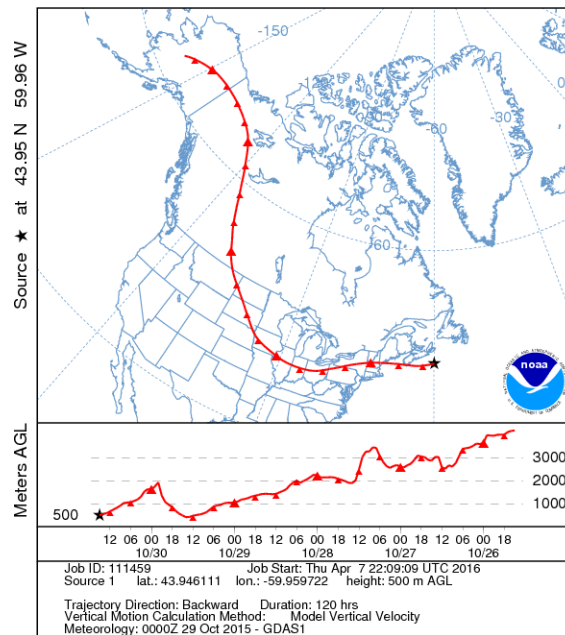 Source ★ at 43.95 N 59.96 W
-150
-60
-30
0
60
noaa
Meters AGL
3000
2000
1000
500
12 06 00 18 12 06 00 18 12 06 00 18 12 06 00 18 12 06 00 18
10/30 10/29 10/28 10/27 10/26
Job ID: 111459 Job Start: Thu Apr 7 22:09:09 UTC 2016
Source 1 lat.: 43.946111 lon.: -59.959722 height: 500 m AGL
Trajectory Direction: Backward Duration: 120 hrs
Vertical Motion Calculation Method: Model Vertical Velocity
Meteorology: 0000Z 29 Oct 2015 - GDAS1